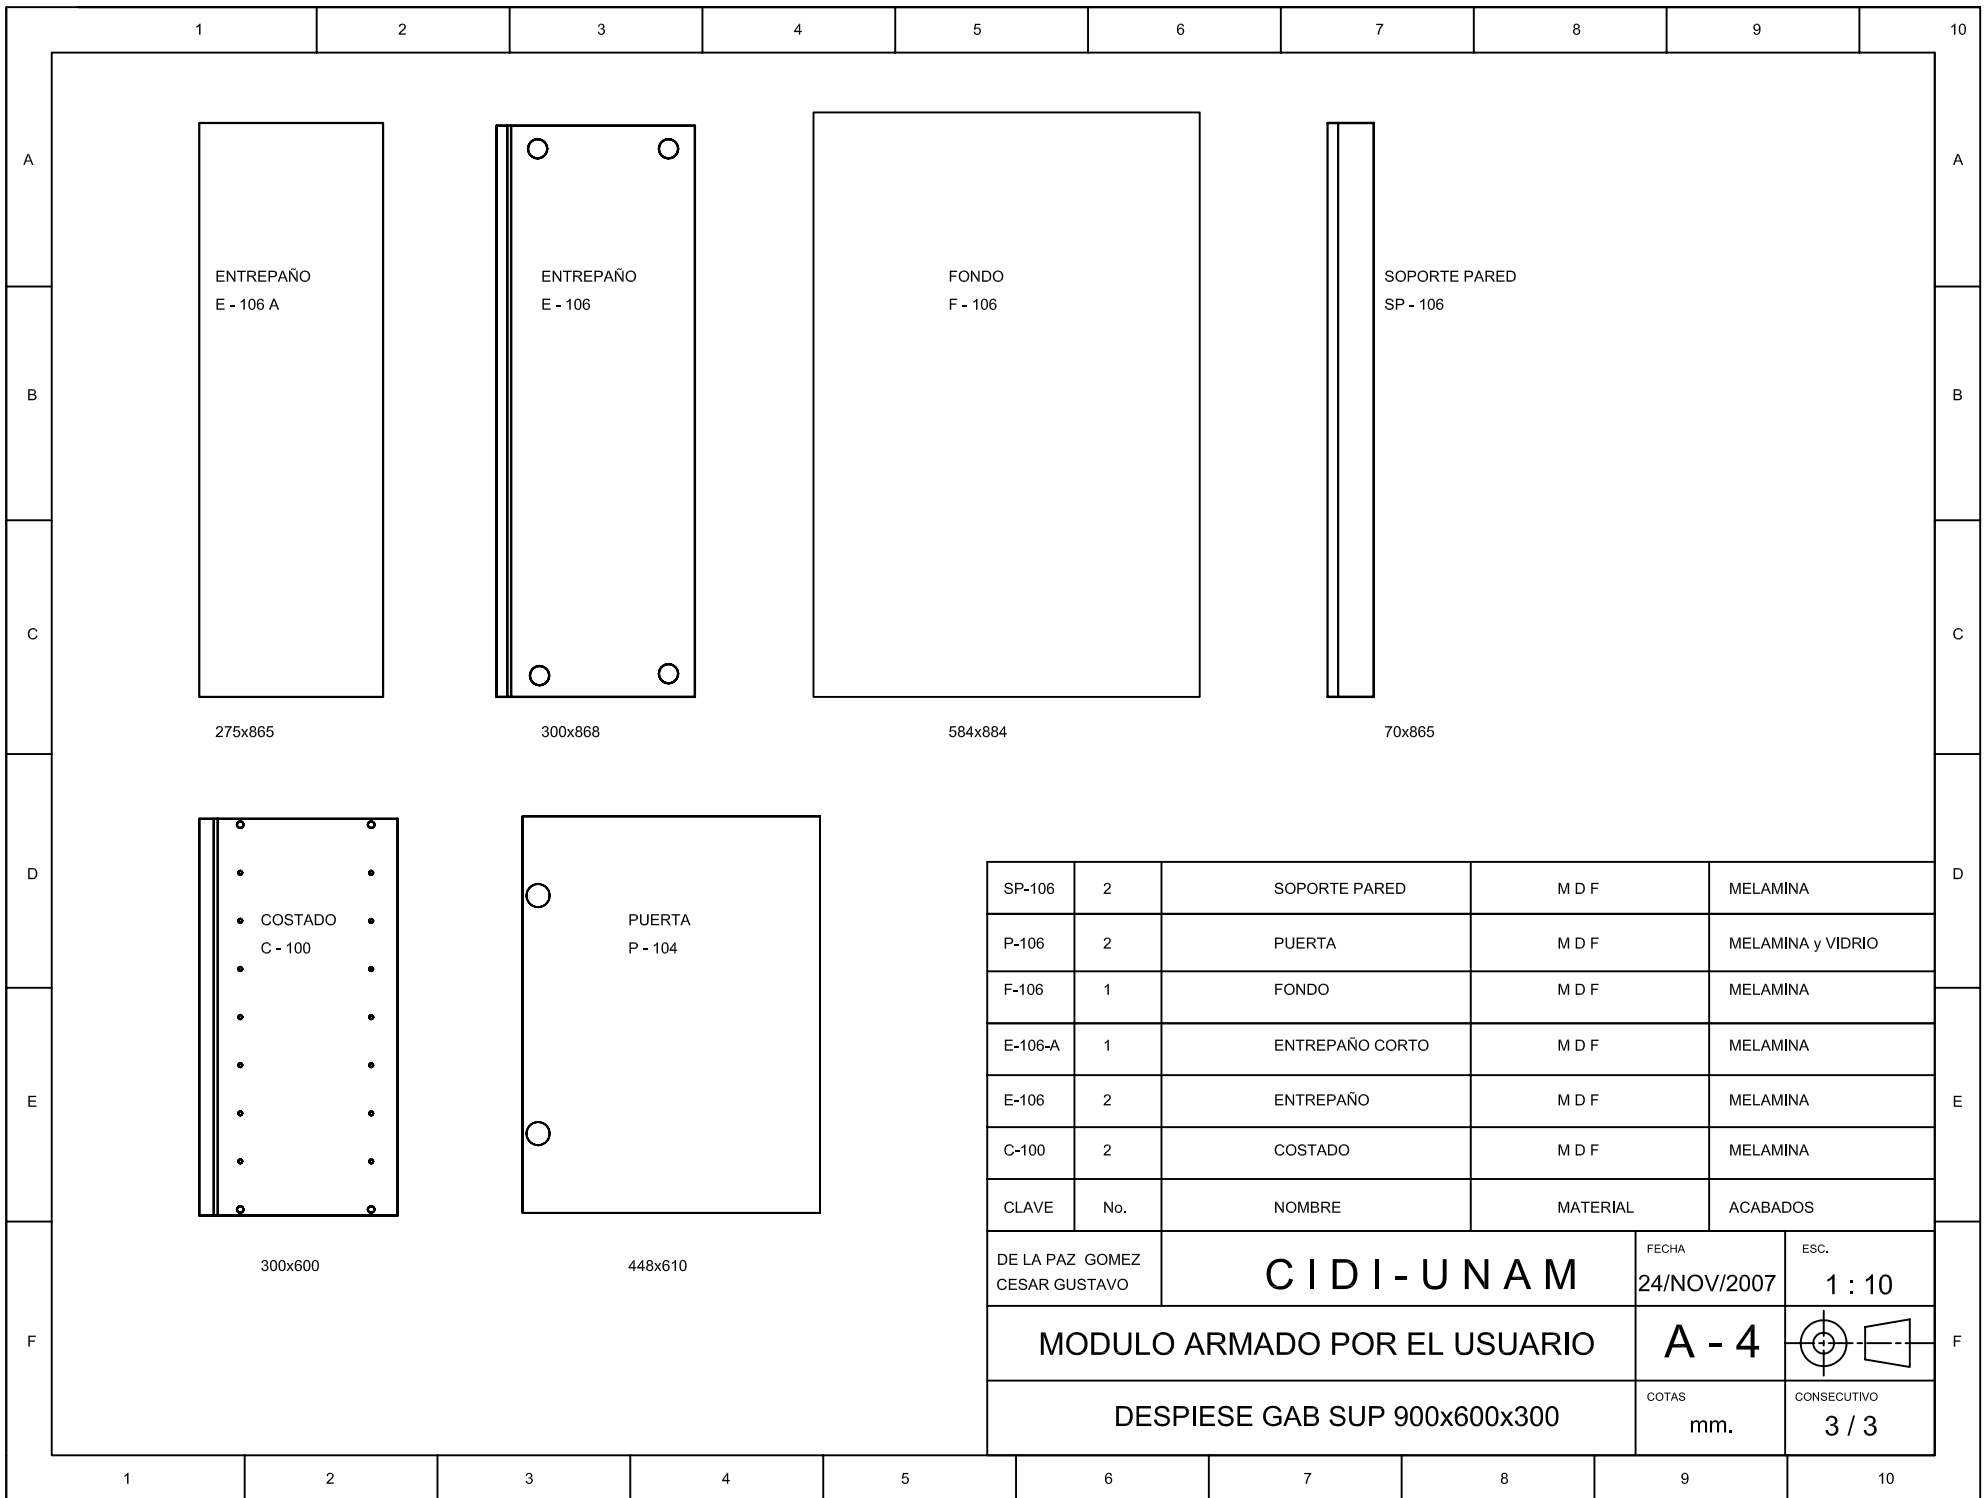 1 2 3 4 5 6 7 8 9 10
A A
ENTREPAÑO
E - 106 A
ENTREPAÑO
E - 106
FONDO
F - 106
SOPORTE PARED
SP - 106
B B
C C
275x865 300x868 584x884 70x865
D D
COSTADO
C - 100
PUERTA
P - 104
E E
300x600 448x610
SP-106 2 SOPORTE PARED M D F MELAMINA
P-106 2 PUERTA M D F MELAMINA y VIDRIO
F-106 1 FONDO M D F MELAMINA
E-106-A 1 ENTREPAÑO CORTO M D F MELAMINA
E-106 2 ENTREPAÑO M D F MELAMINA
C-100 2 COSTADO M D F MELAMINA
CLAVE No. NOMBRE MATERIAL ACABADOS
DE LA PAZ GOMEZ
CESAR GUSTAVO
C I D I - U N A M
FECHA
24/NOV/2007
ESC.
1 : 10
F F
MODULO ARMADO POR EL USUARIO
A - 4
DESPIESE GAB SUP 900x600x300
COTAS
mm.
CONSECUTIVO
3 / 3
1 2 3 4 5 6 7 8 9 10